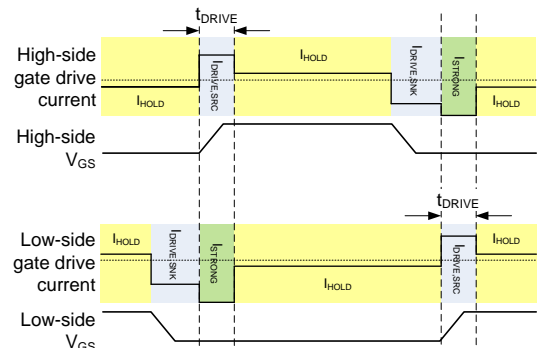 tDRIVE
High-side
gate drive
current
IHOLD
IDRIVE,SRC
IHOLD
IDRIVE,SNK
ISTRONG
IHOLD
High-side
VGS
tDRIVE
Low-side
gate drive
current
IHOLD
IDRIVE,SNK
ISTRONG
IHOLD
IDRIVE,SRC
IHOLD
Low-side
VGS